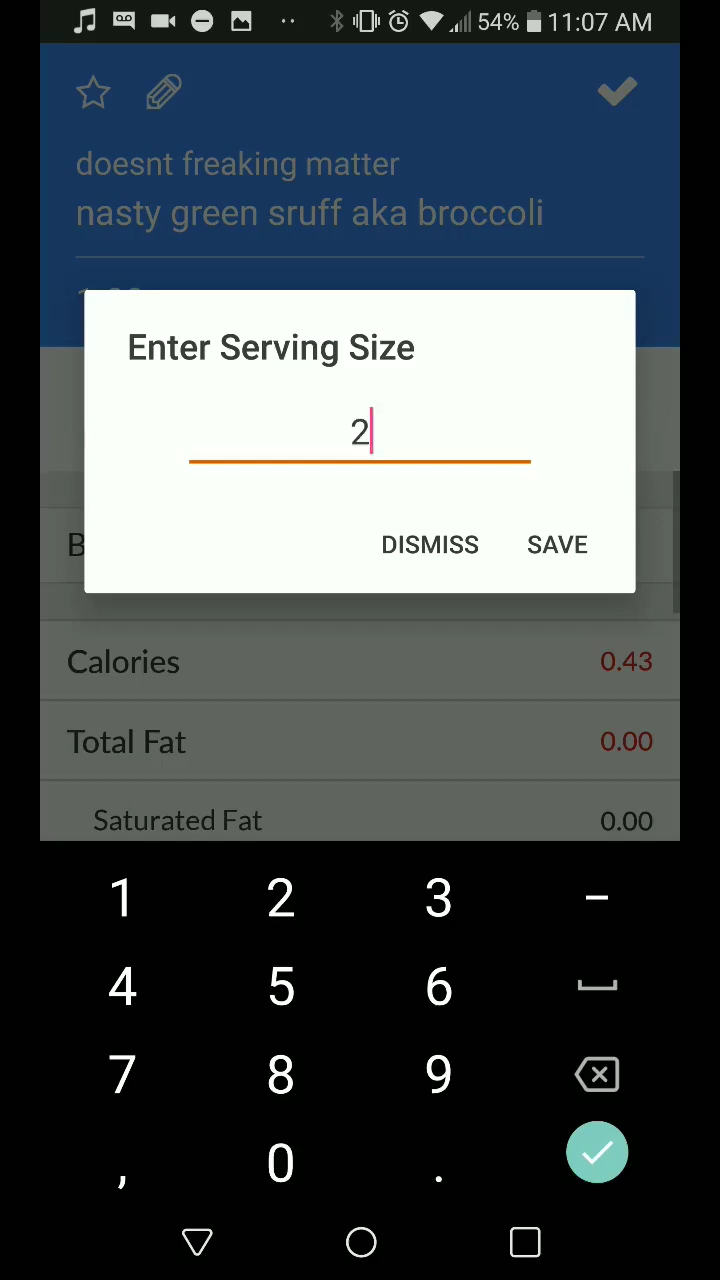 54% 11:07 AM
doesnt freaking matter
nasty green sruff aka broccoli
Enter Serving Size
2
B
DISMISS SAVE
Calories 0.43
Total Fat 0.00
Saturated Fat 0.00
1 2 3 –
4 5 6
7 8 9
, 0 .